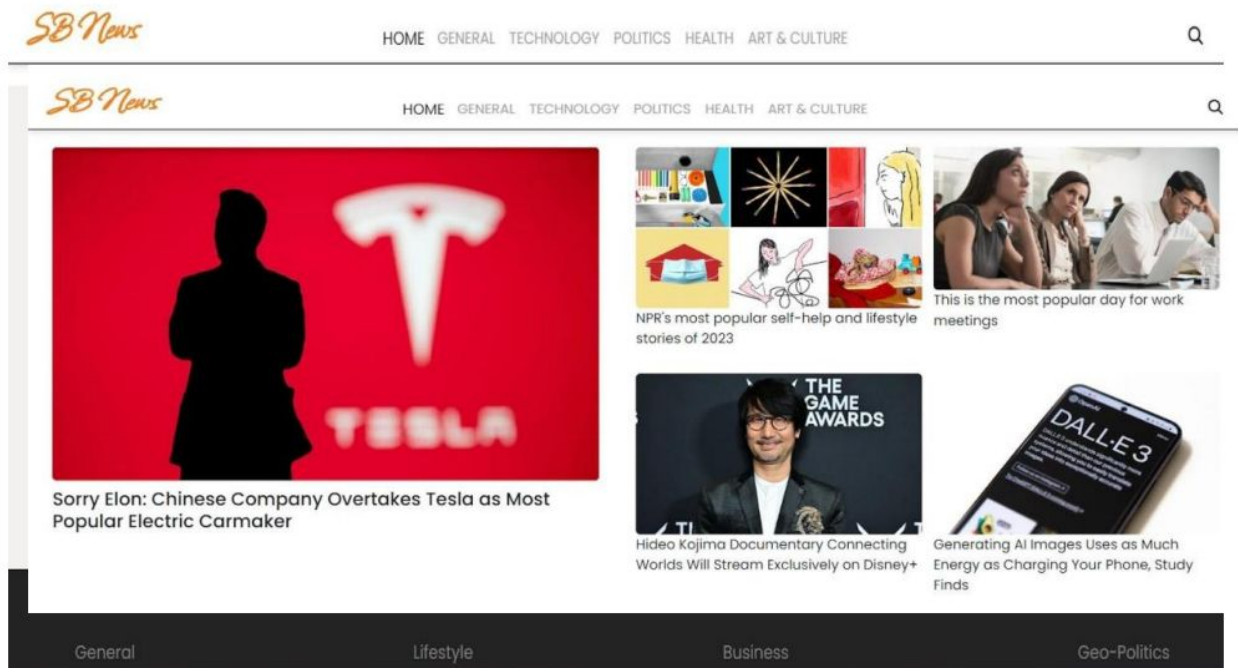 SB News
HOME GENERAL TECHNOLOGY POLITICS HEALTH ART & CULTURE
SB News
HOME GENERAL TECHNOLOGY POLITICS HEALTH ART & CULTURE
TESLA
Sorry Elon: Chinese Company Overtakes Tesla as Most
Popular Electric Carmaker
NPR's most popular self-help and lifestyle
stories of 2023
This is the most popular day for work
meetings
THE
GAME
AWARDS
Hideo Kojima Documentary Connecting
Worlds Will Stream Exclusively on Disney+
OpenAI
DALL·E 3
Generating AI Images Uses as Much
Energy as Charging Your Phone, Study
Finds
General Lifestyle Business Geo-Politics